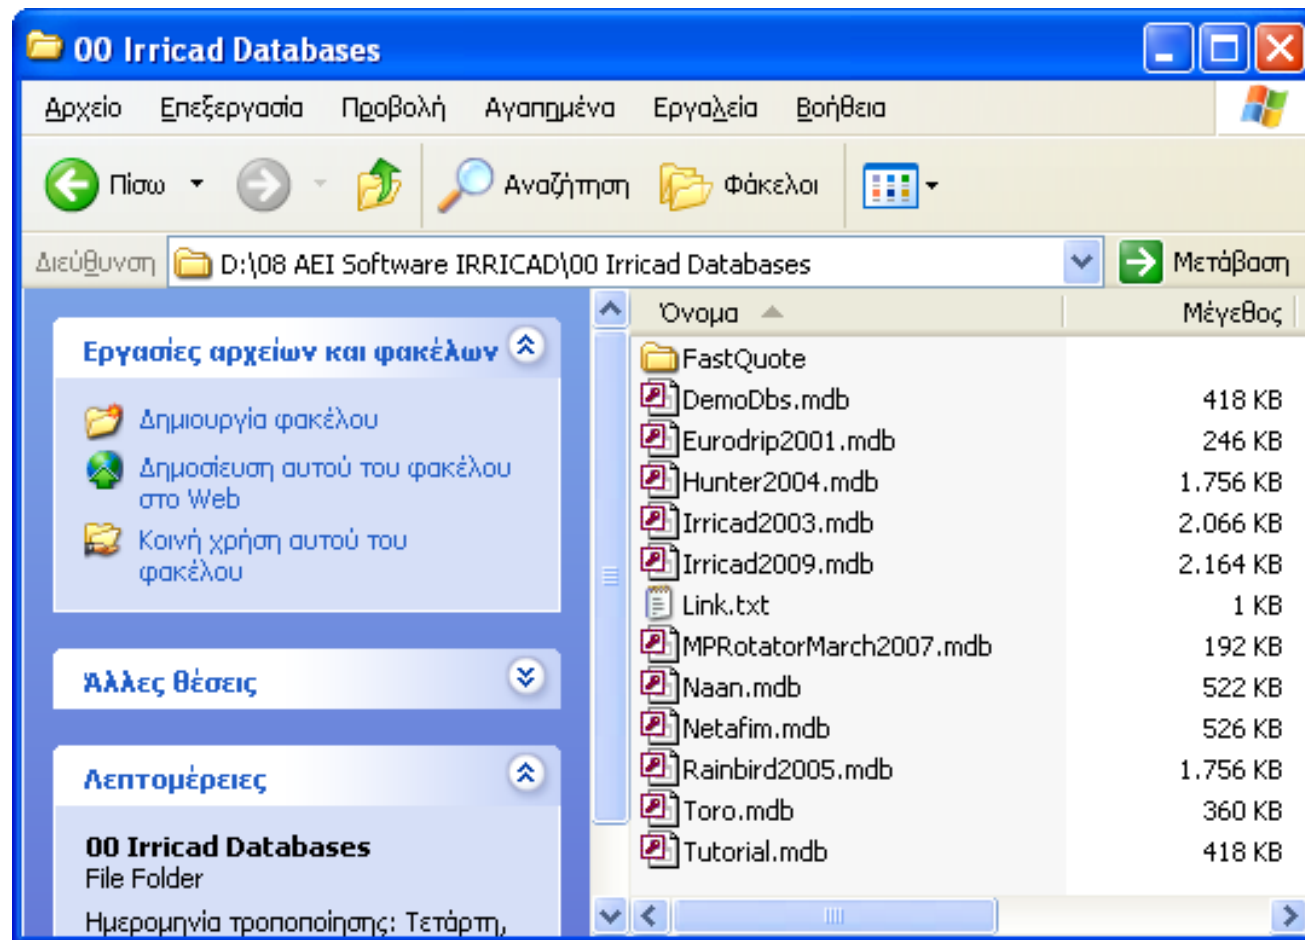 00 Irricad Databases
Αρχείο Επεξεργασία Προβολή Αγαπημένα Εργαλεία Βοήθεια
Πίσω Αναζήτηση Φάκελοι
Διεύθυνση D:\08 AEI Software IRRICAD\00 Irricad Databases Μετάβαση
Εργασίες αρχείων και φακέλων
Δημιουργία φακέλου
Δημοσίευση αυτού του φακέλου
στο Web
Κοινή χρήση αυτού του
φακέλου
Άλλες θέσεις
Λεπτομέρειες
00 Irricad Databases
File Folder
Ημερομηνία τροποποίησης: Τετάρτη,
Όνομα Μέγεθος
FastQuote
DemoDbs.mdb 418 KB
Eurodrip2001.mdb 246 KB
Hunter2004.mdb 1.756 KB
Irricad2003.mdb 2.066 KB
Irricad2009.mdb 2.164 KB
Link.txt 1 KB
MPRotatorMarch2007.mdb 192 KB
Naan.mdb 522 KB
Netafim.mdb 526 KB
Rainbird2005.mdb 1.756 KB
Toro.mdb 360 KB
Tutorial.mdb 418 KB